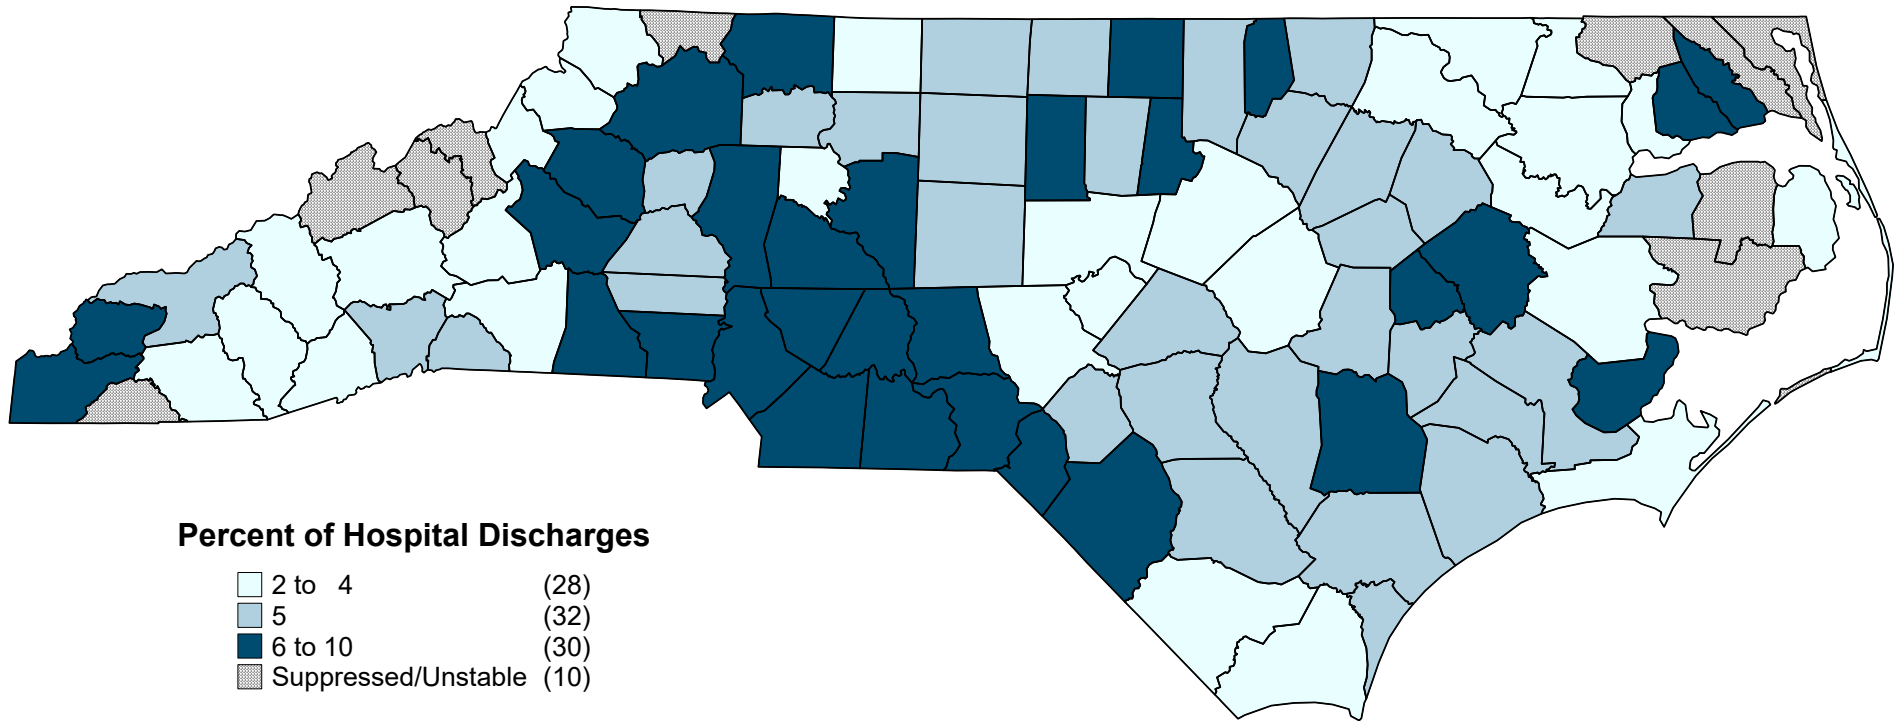 Percent of Hospital Discharges
2 to 4 (28)
5 (32)
6 to 10 (30)
Suppressed/Unstable (10)